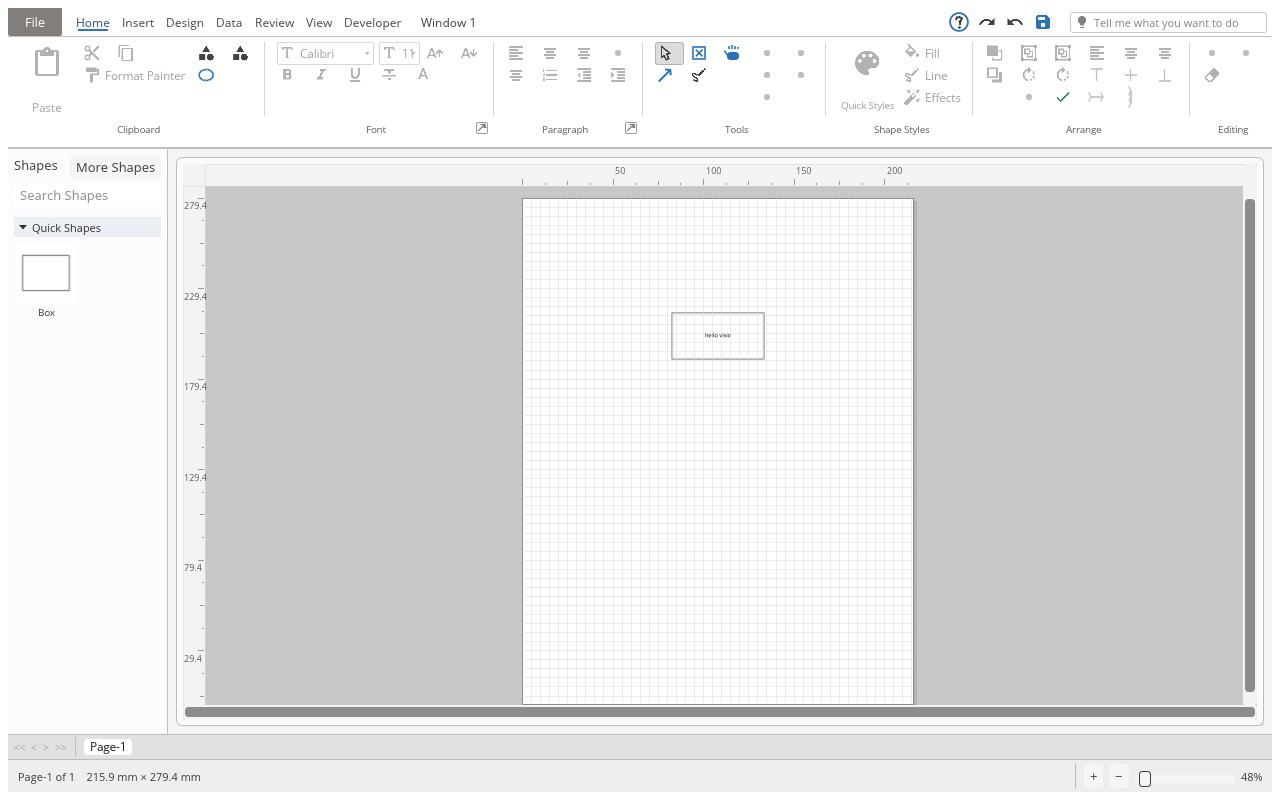 File Home Insert Design Data Review View Developer Window 1 Tell me what you want to do
Calibri 11
Format Painter
Paste
Fill
Line
Effects
Quick Styles
Clipboard Font Paragraph Tools Shape Styles Arrange Editing
Shapes More Shapes
Search Shapes
Quick Shapes
Box
50 100 150 200
279.4
229.4
179.4
129.4
79.4
29.4
hello visio
<< < > >> Page-1
Page-1 of 1 215.9 mm × 279.4 mm + − 48%